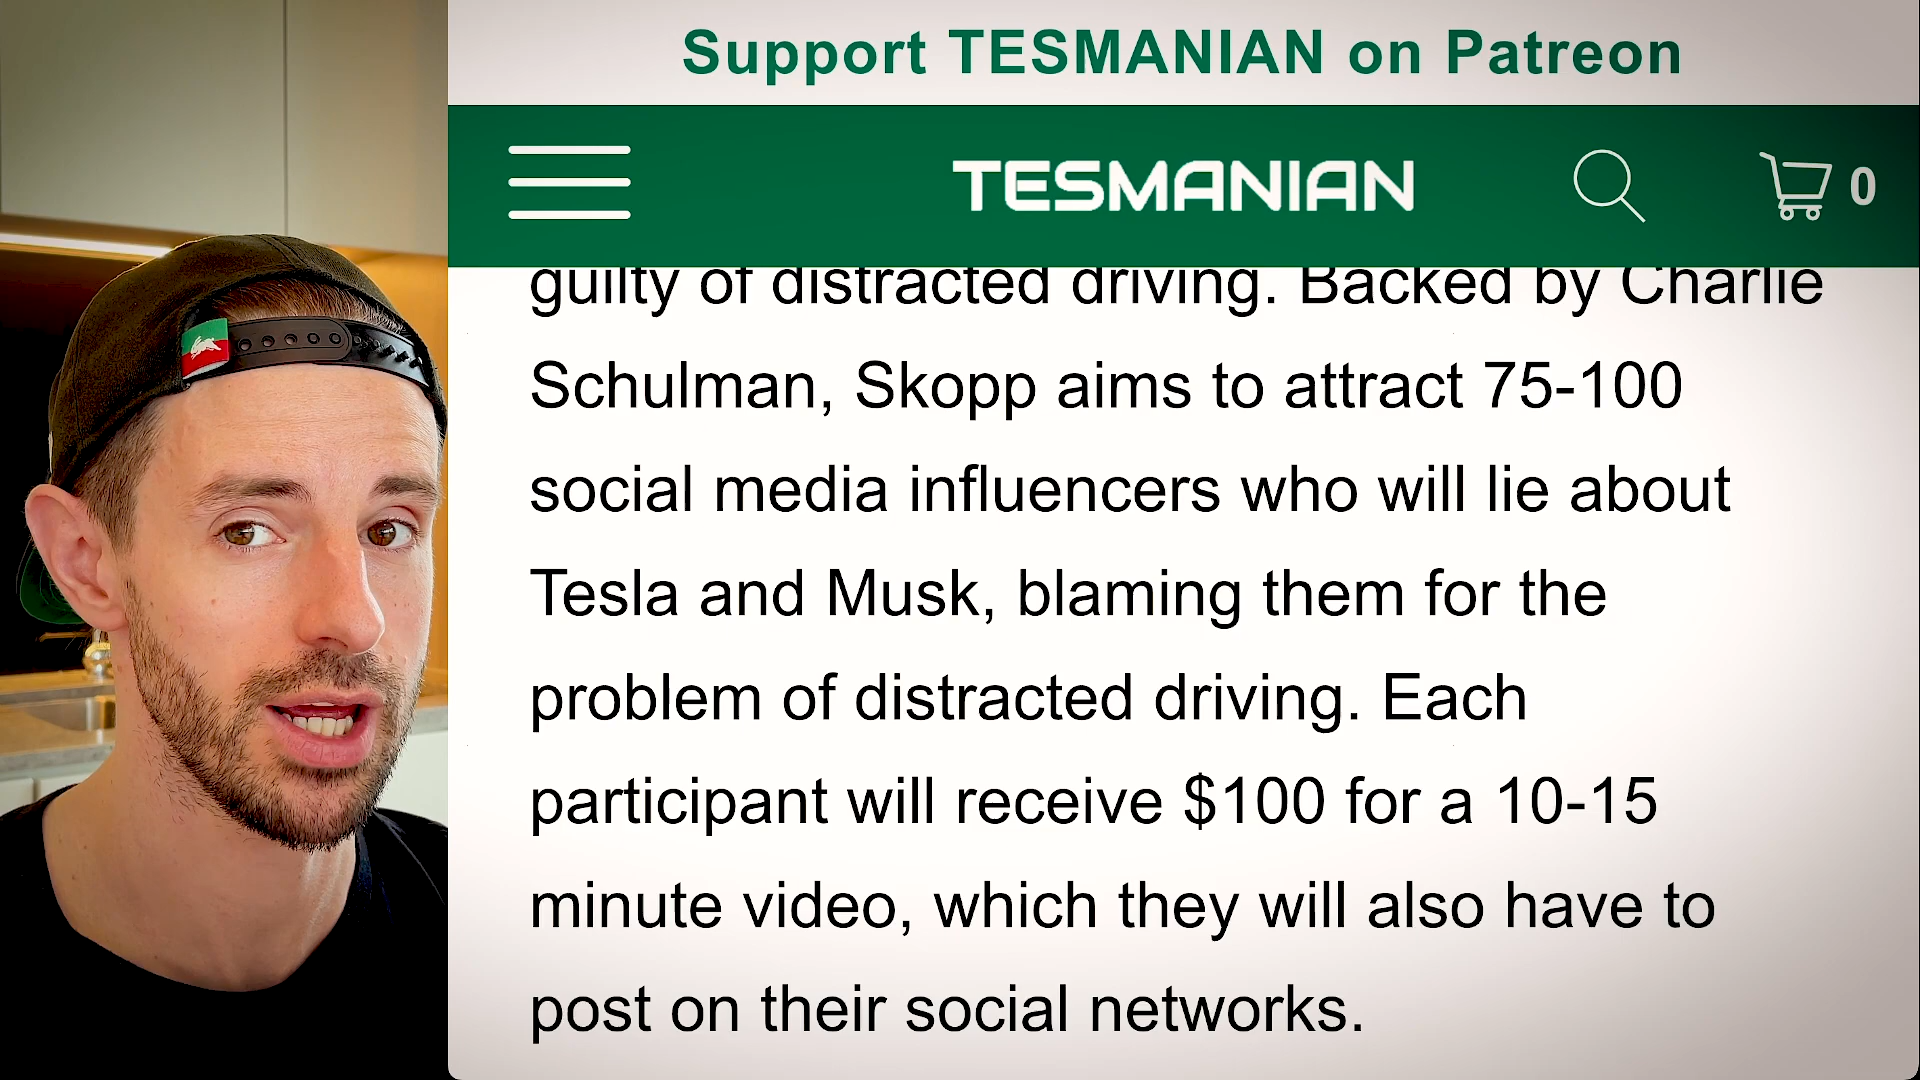 Support TESMANIAN on Patreon
TESMANIAN
0
guilty of distracted driving. Backed by Charlie
Schulman, Skopp aims to attract 75-100
social media influencers who will lie about
Tesla and Musk, blaming them for the
problem of distracted driving. Each
participant will receive $100 for a 10-15
minute video, which they will also have to
post on their social networks.